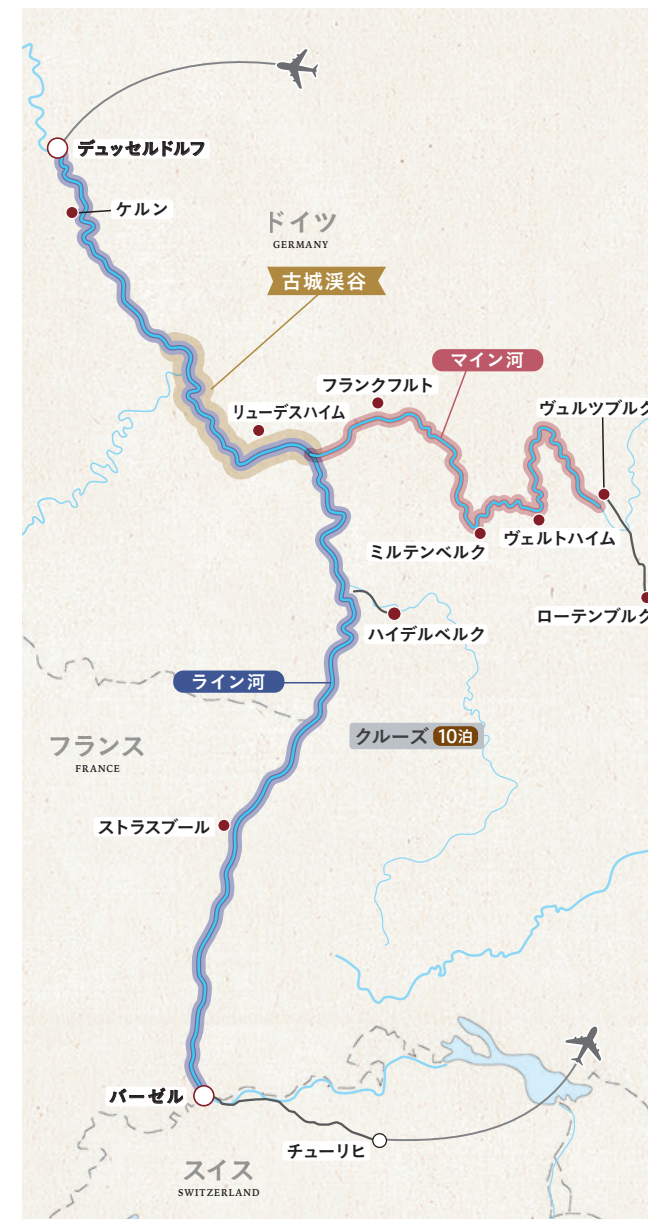 デュッセルドルフ
ケルン
ドイツ
GERMANY
古城渓谷
マイン河
フランクフルト
リューデスハイム
ヴュルツブルク
ミルテンベルク
ヴェルトハイム
ローテンブルク
ハイデルベルク
ライン河
クルーズ 10泊
フランス
FRANCE
ストラスブール
バーゼル
チューリヒ
スイス
SWITZERLAND